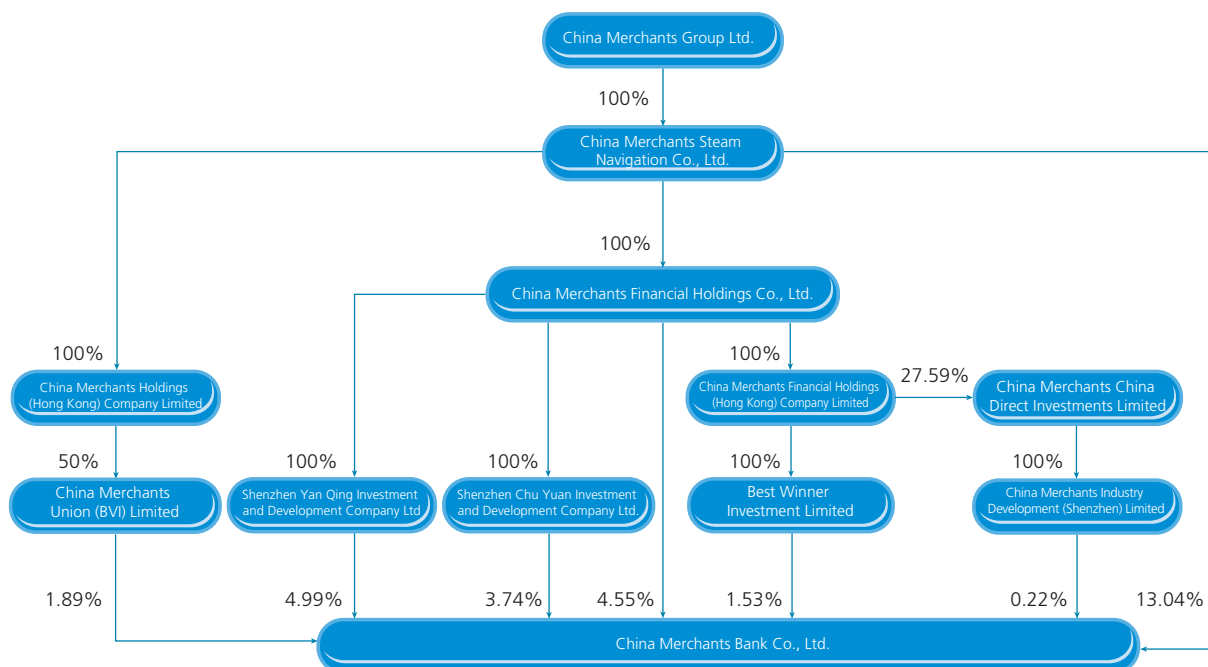 China Merchants Group Ltd.
100%
China Merchants Steam
Navigation Co., Ltd.
100%
China Merchants Financial Holdings Co., Ltd.
100%
100%
27.59%
China Merchants Holdings
(Hong Kong) Company Limited
China Merchants Financial Holdings
(Hong Kong) Company Limited
China Merchants China
Direct Investments Limited
50%
100%
100%
100%
100%
China Merchants
Union (BVI) Limited
Shenzhen Yan Qing Investment
and Development Company Ltd
Shenzhen Chu Yuan Investment
and Development Company Ltd.
Best Winner
Investment Limited
China Merchants Industry
Development (Shenzhen) Limited
1.89%
4.99%
3.74%
4.55%
1.53%
0.22%
13.04%
China Merchants Bank Co., Ltd.